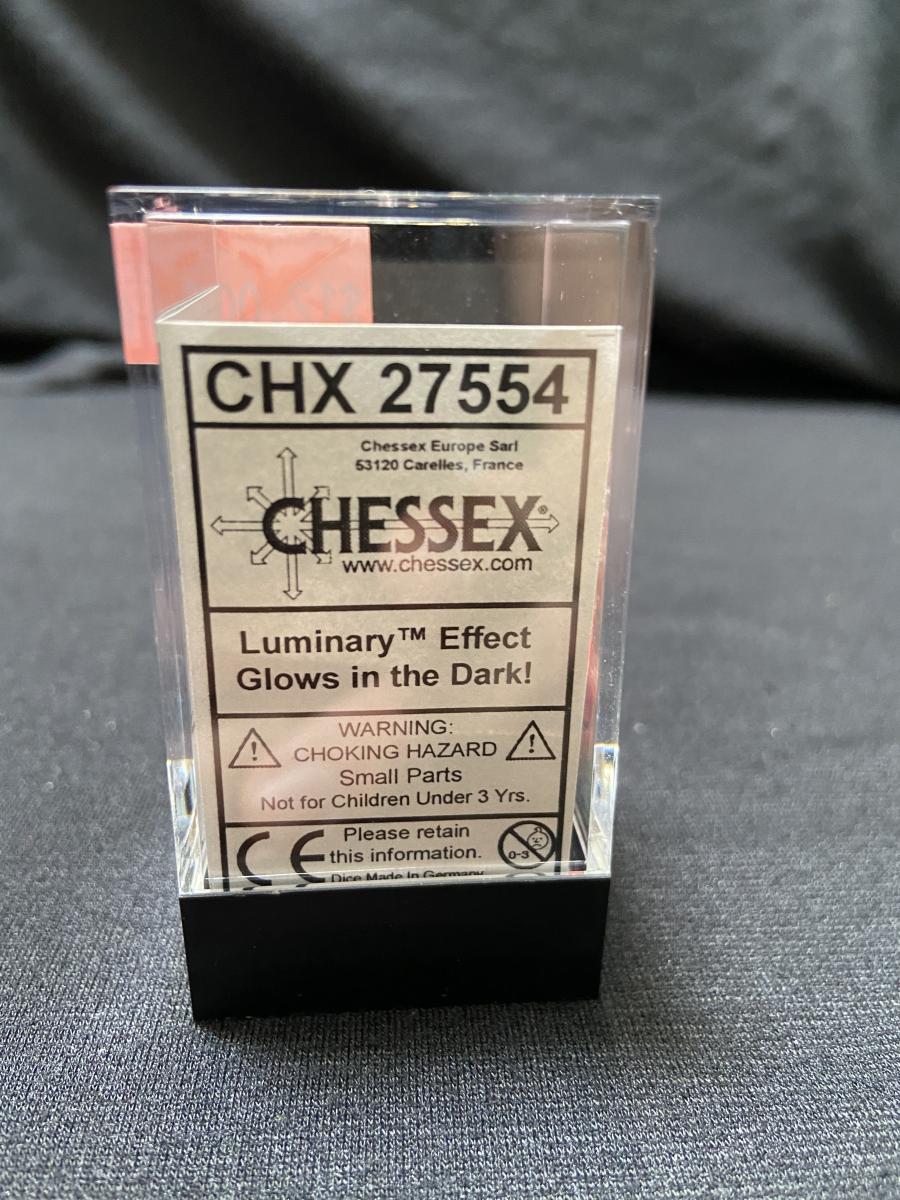 CHX 27554
Chessex Europe Sarl
53120 Carelles, France
CHESSEX®
www.chessex.com
Luminary™ Effect
Glows in the Dark!
WARNING:
CHOKING HAZARD
Small Parts
Not for Children Under 3 Yrs.
CE
Please retain
this information.
0-3
Dice Made In Germany